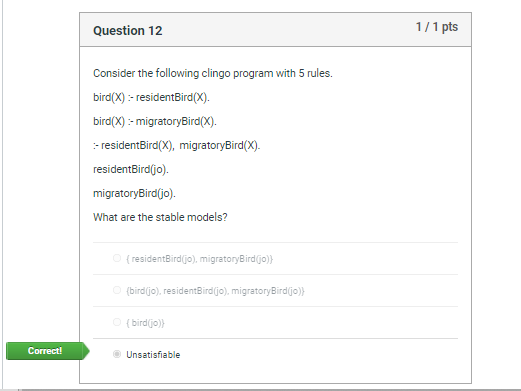 Question 12
1 / 1 pts
Consider the following clingo program with 5 rules.
bird(X) :- residentBird(X).
bird(X) :- migratoryBird(X).
:- residentBird(X), migratoryBird(X).
residentBird(jo).
migratoryBird(jo).
What are the stable models?
{ residentBird(jo), migratoryBird(jo)}
{bird(jo), residentBird(jo), migratoryBird(jo)}
{ bird(jo)}
Correct!
Unsatisfiable